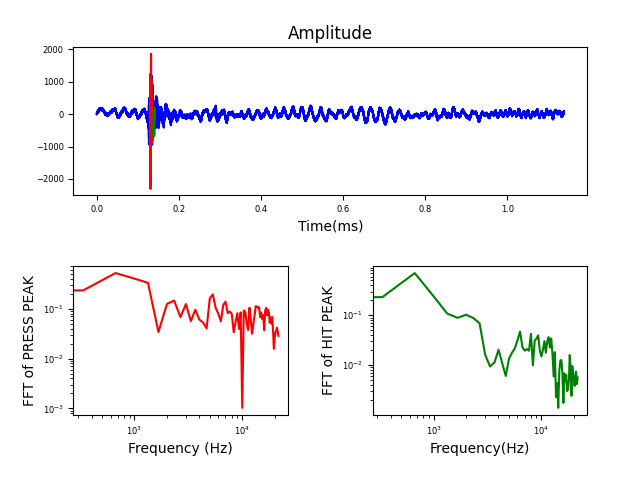 Amplitude
2000
1000
0
−1000
−2000
0.0 0.2 0.4 0.6 0.8 1.0
Time(ms)
FFT of PRESS PEAK
10⁻¹
10⁻²
10⁻³
10³ 10⁴
Frequency (Hz)
FFT of HIT PEAK
10⁻¹
10⁻²
10³ 10⁴
Frequency(Hz)